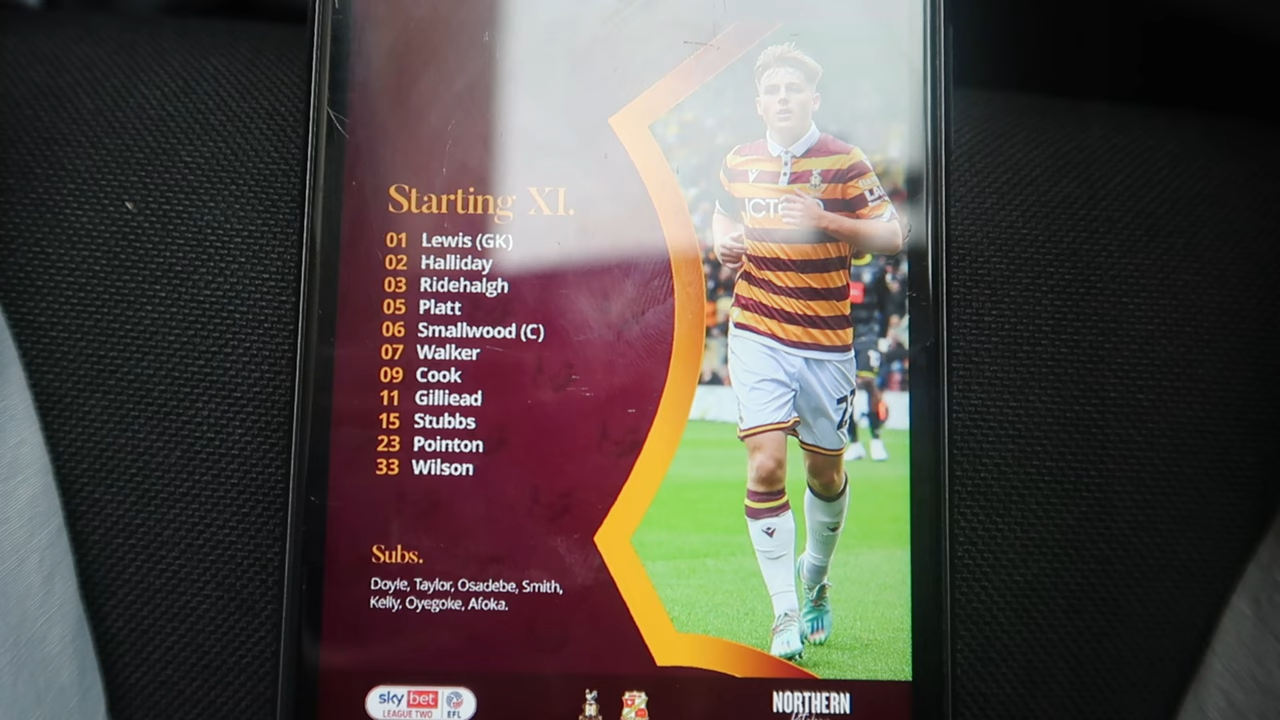 Starting XI.
01 Lewis (GK)
02 Halliday
03 Ridehalgh
05 Platt
06 Smallwood (C)
07 Walker
09 Cook
11 Gilliead
15 Stubbs
23 Pointon
33 Wilson
Subs.
Doyle, Taylor, Osadebe, Smith,
Kelly, Oyegoke, Afoka.
sky bet
LEAGUE TWO EFL
NORTHERN